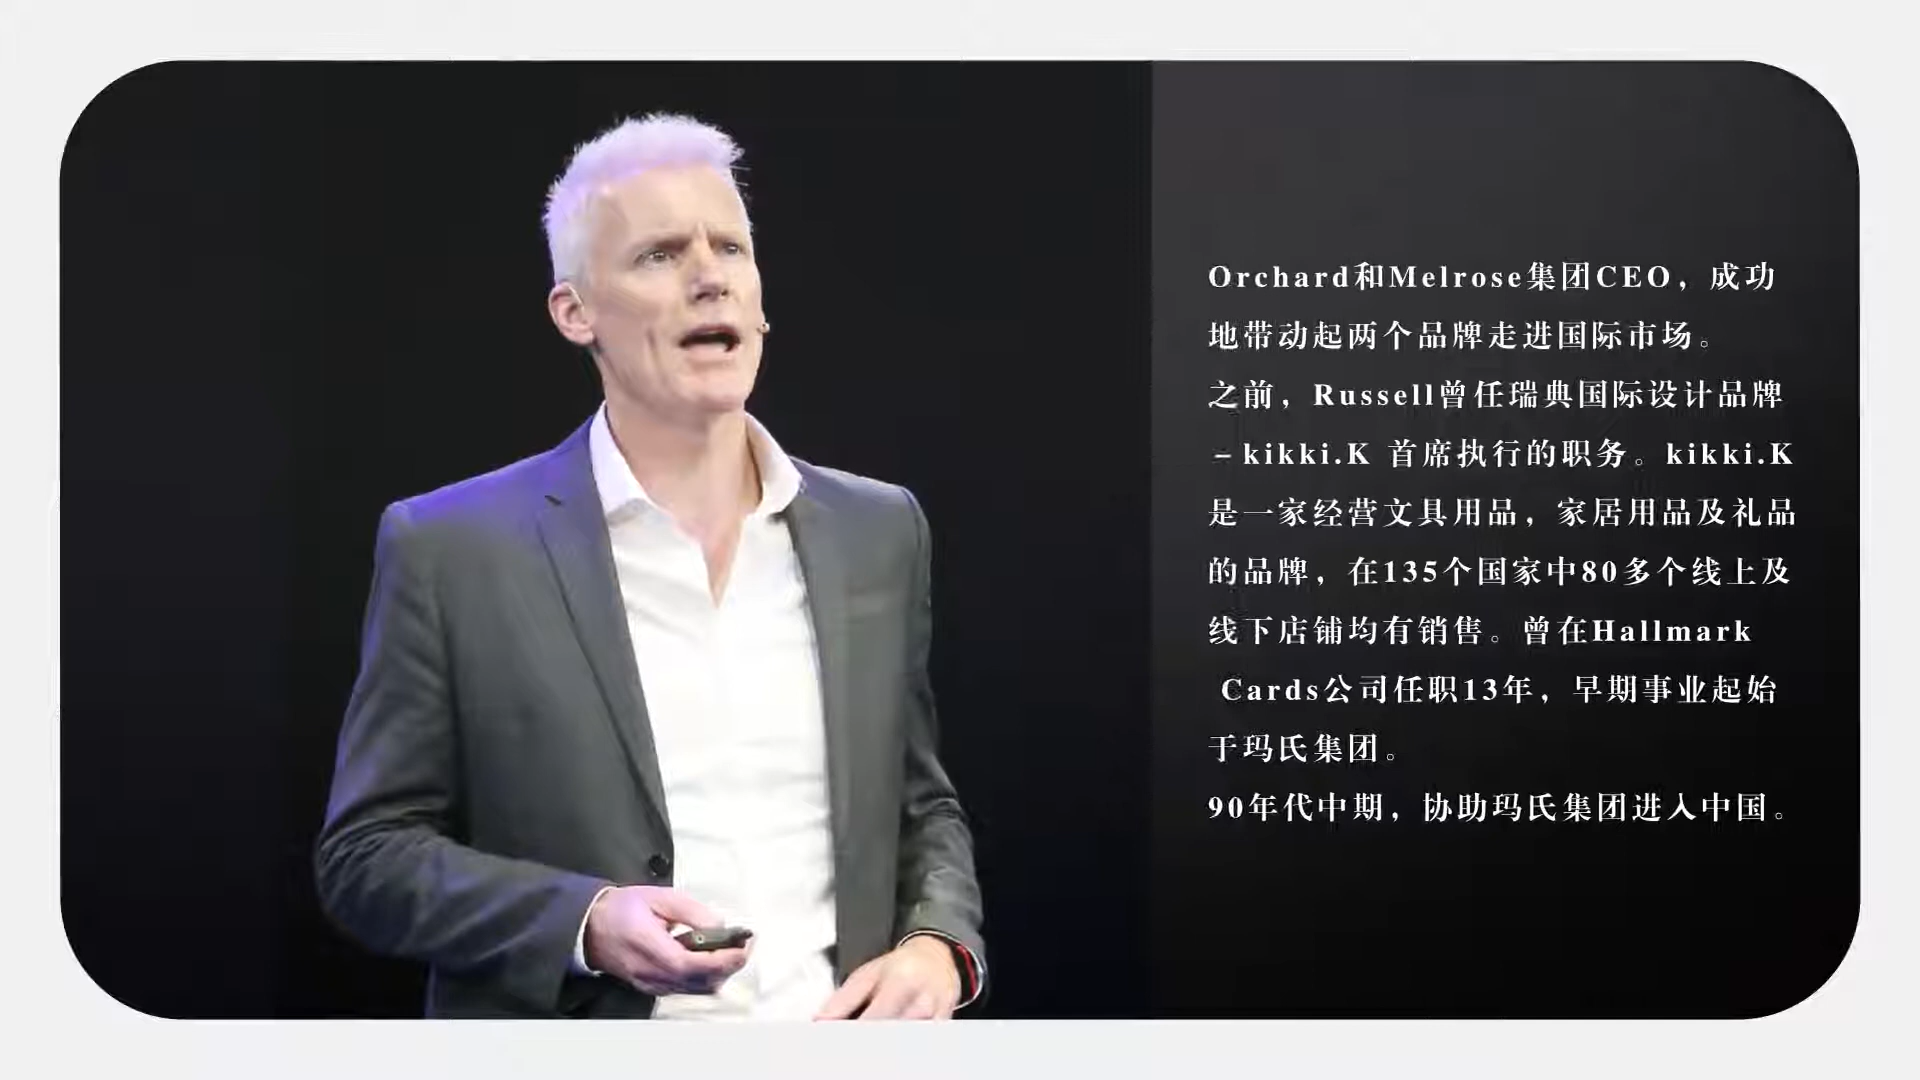 Orchard和Melrose集团CEO，成功
地带动起两个品牌走进国际市场。
之前，Russell曾任瑞典国际设计品牌
–kikki.K 首席执行的职务。kikki.K
是一家经营文具用品，家居用品及礼品
的品牌，在135个国家中80多个线上及
线下店铺均有销售。曾在Hallmark
Cards公司任职13年，早期事业起始
于玛氏集团。
90年代中期，协助玛氏集团进入中国。